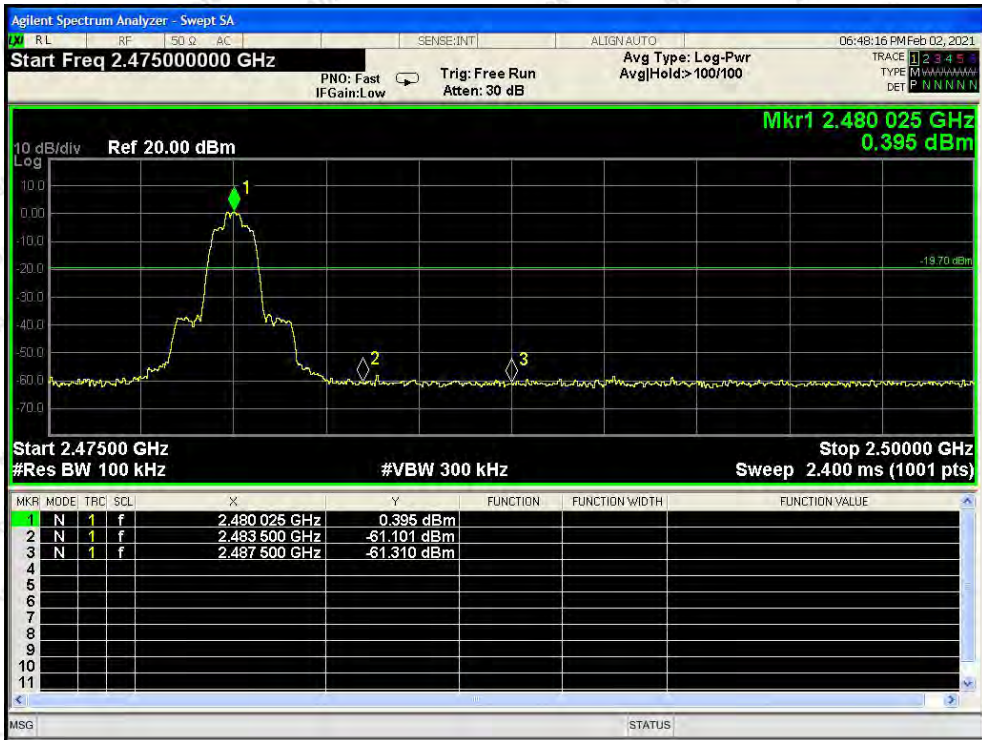 Agilent Spectrum Analyzer - Swept SA
LXI RL RF 50 Ω AC SENSE:INT ALIGN AUTO 06:48:16 PM Feb 02, 2021
Start Freq 2.475000000 GHz
PNO: Fast
IFGain:Low
Trig: Free Run
Atten: 30 dB
Avg Type: Log-Pwr
Avg|Hold:>100/100
TRACE 1 2 3 4 5 6
TYPE M WWWWW
DET P N N N N N
Mkr1 2.480 025 GHz
0.395 dBm
10 dB/div Ref 20.00 dBm
Log
10.0
0.00
-10.0
-20.0
-30.0
-40.0
-50.0
-60.0
-70.0
1
-19.70 dBm
2
3
Start 2.47500 GHz Stop 2.50000 GHz
#Res BW 100 kHz #VBW 300 kHz Sweep 2.400 ms (1001 pts)
MKR MODE TRC SCL X Y FUNCTION FUNCTION WIDTH FUNCTION VALUE
1 N 1 f 2.480 025 GHz 0.395 dBm
2 N 1 f 2.483 500 GHz -61.101 dBm
3 N 1 f 2.487 500 GHz -61.310 dBm
4
5
6
7
8
9
10
11
MSG STATUS